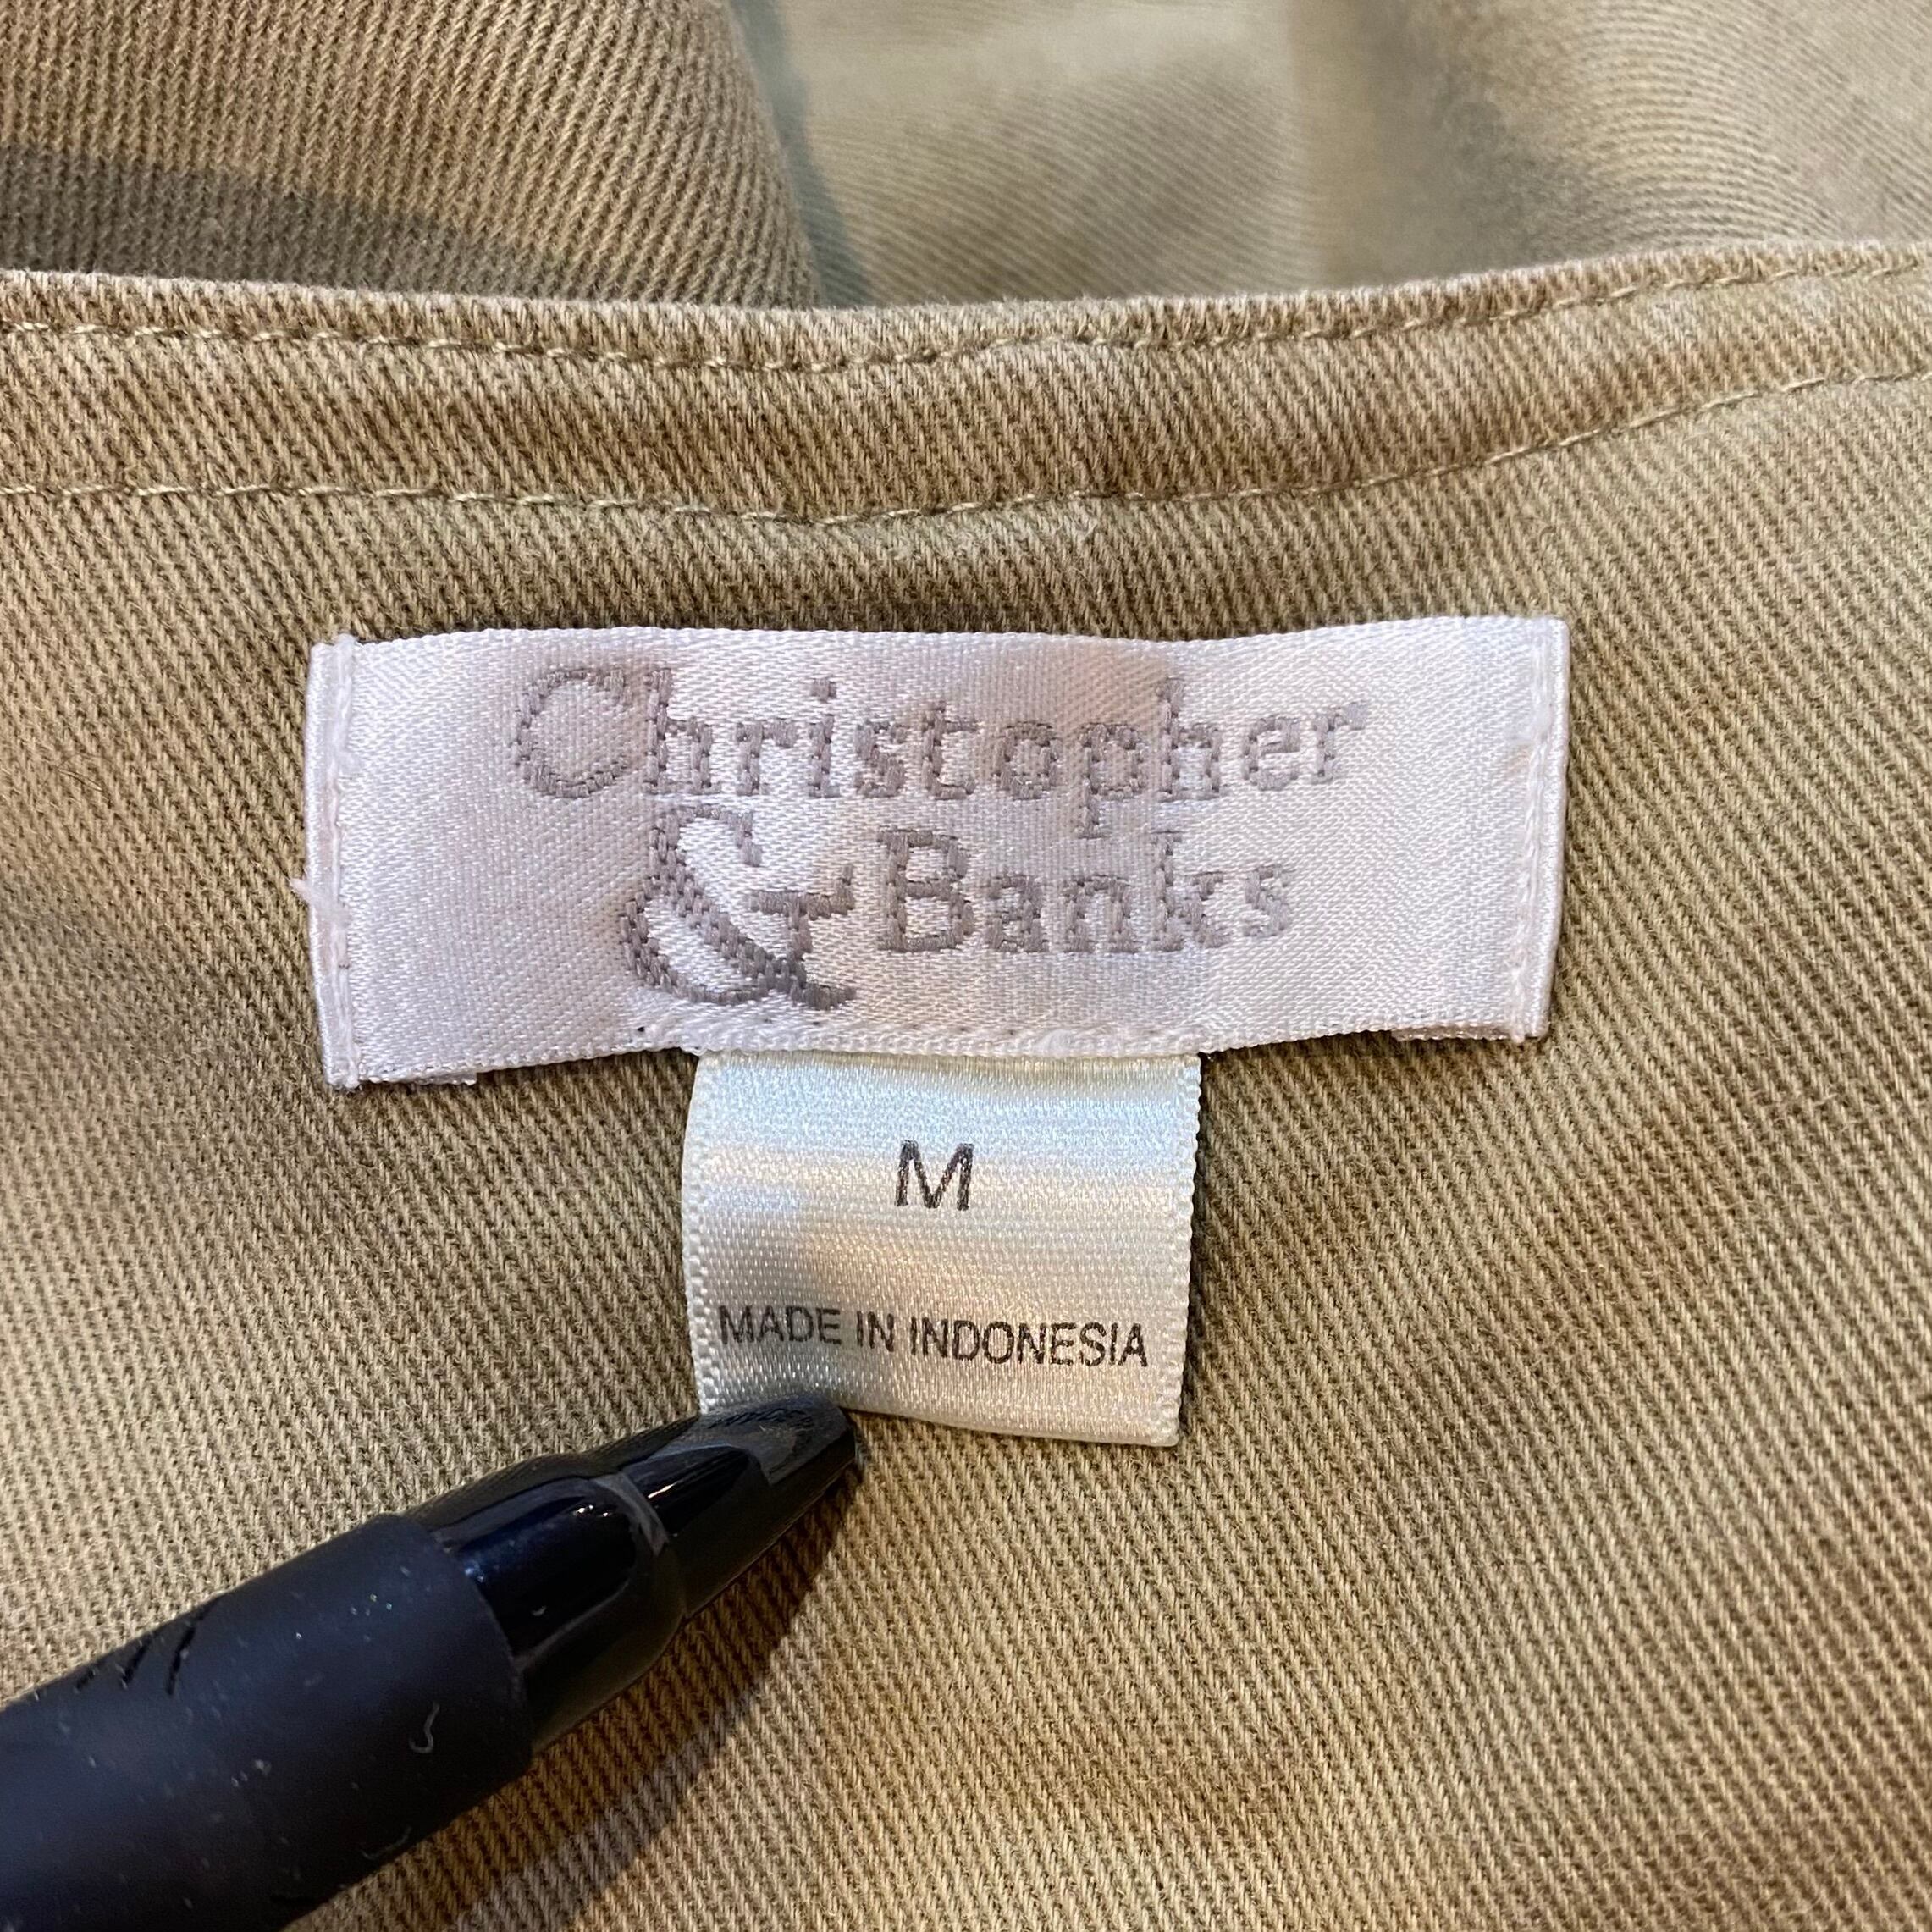 Christopher
& Banks
M
MADE IN INDONESIA